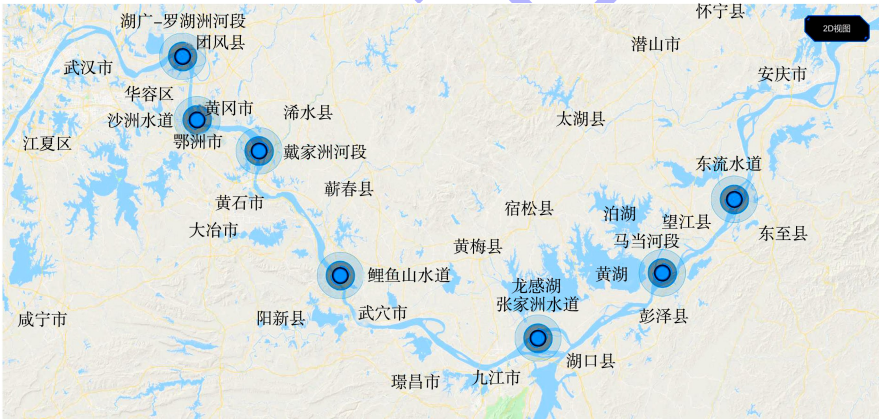 怀宁县
湖广-罗湖洲河段
2D视图
团风县
潜山市
武汉市
安庆市
华容区
黄冈市
浠水县
沙洲水道
太湖县
江夏区
鄂洲市
戴家洲河段
东流水道
蕲春县
黄石市
宿松县
泊湖
望江县
大冶市
东至县
马当河段
黄梅县
鲤鱼山水道
黄湖
龙感湖
张家洲水道
咸宁市
阳新县
武穴市
彭泽县
湖口县
璟昌市
九江市